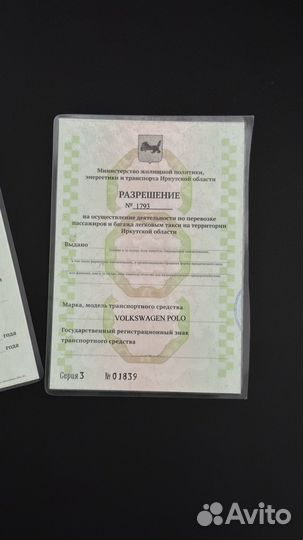 Министерство жилищной политики,
энергетики и транспорта Иркутской области
РАЗРЕШЕНИЕ
№ 1793
на осуществление деятельности по перевозке
пассажиров и багажа легковым такси на территории
Иркутской области
Выдано
Марка, модель транспортного средства
VOLKSWAGEN POLO
Государственный регистрационный знак
транспортного средства
Серия 3 № 01839
года
года
Avito